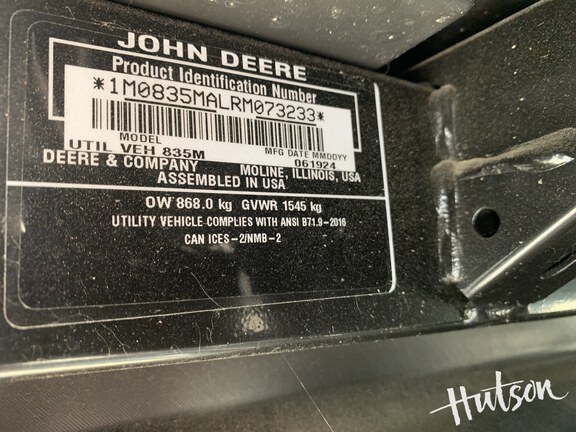 JOHN DEERE
Product Identification Number
*1M0835MALRM073233*
MODEL
UTIL VEH 835M
MFG DATE MMDDYY
061924
DEERE & COMPANY MOLINE, ILLINOIS, USA
ASSEMBLED IN USA
OW 868.0 kg GVWR 1545 kg
UTILITY VEHICLE COMPLIES WITH ANSI B71.9-2016
CAN ICES-2/NMB-2
Hutson